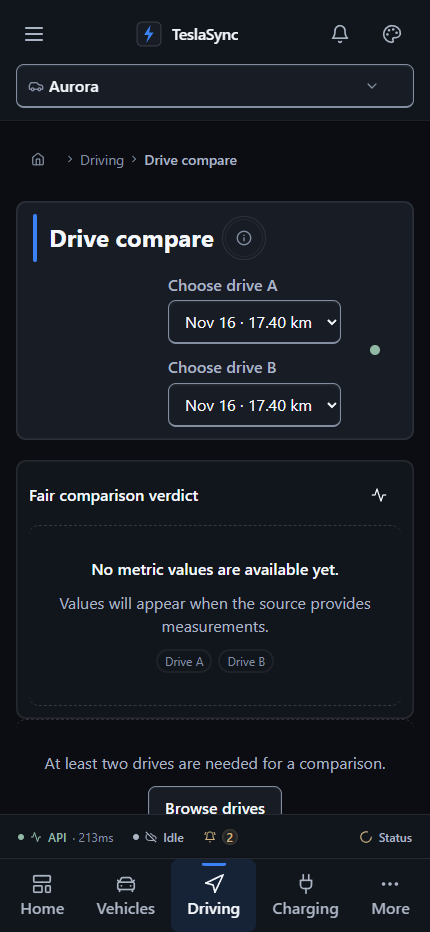 TeslaSync
Aurora
Driving
Drive compare
Drive compare
Choose drive A
Nov 16 · 17.40 km
Choose drive B
Nov 16 · 17.40 km
Fair comparison verdict
No metric values are available yet.
Values will appear when the source provides
measurements.
Drive A
Drive B
At least two drives are needed for a comparison.
Browse drives
API · 213ms
Idle
2
Status
Home
Vehicles
Driving
Charging
More